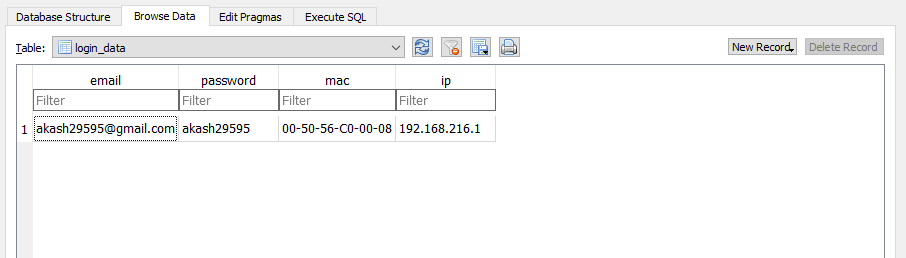 Database Structure Browse Data Edit Pragmas Execute SQL
Table: login_data New Record Delete Record
email password mac ip
Filter Filter Filter Filter
1 akash29595@gmail.com akash29595 00-50-56-C0-00-08 192.168.216.1